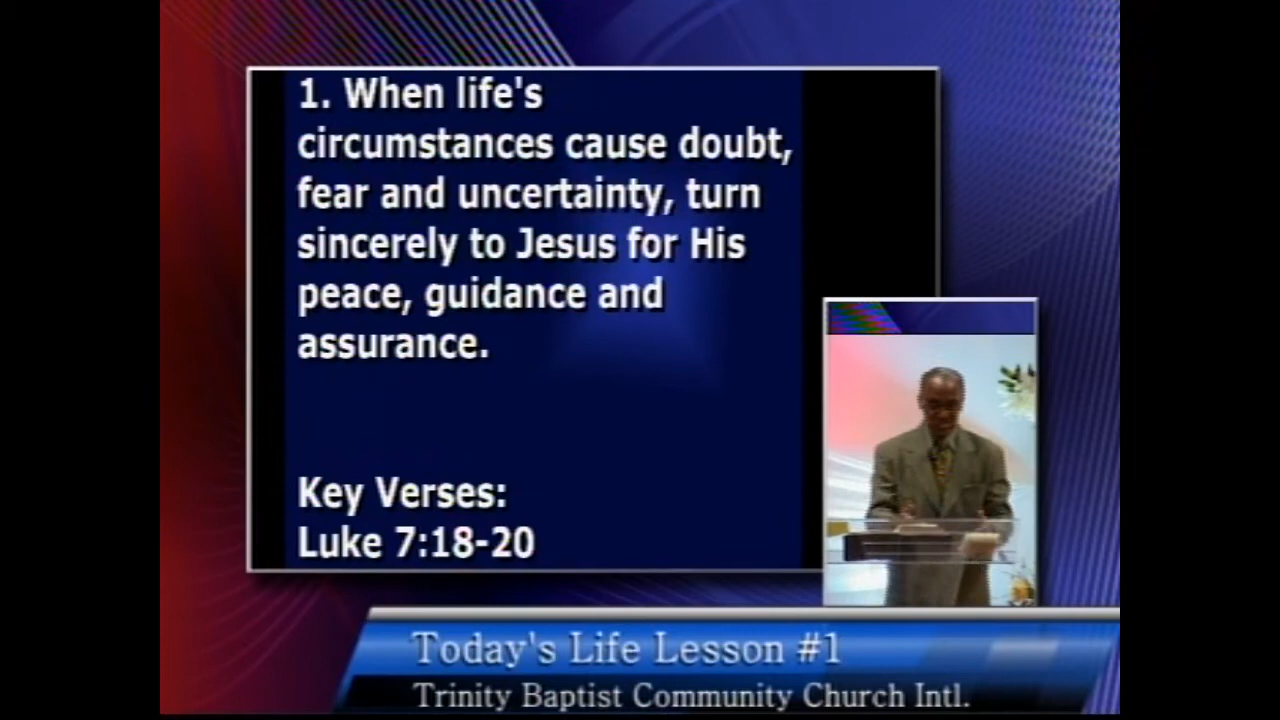 1. When life's
circumstances cause doubt,
fear and uncertainty, turn
sincerely to Jesus for His
peace, guidance and
assurance.
Key Verses:
Luke 7:18-20
Today's Life Lesson #1
Trinity Baptist Community Church Intl.